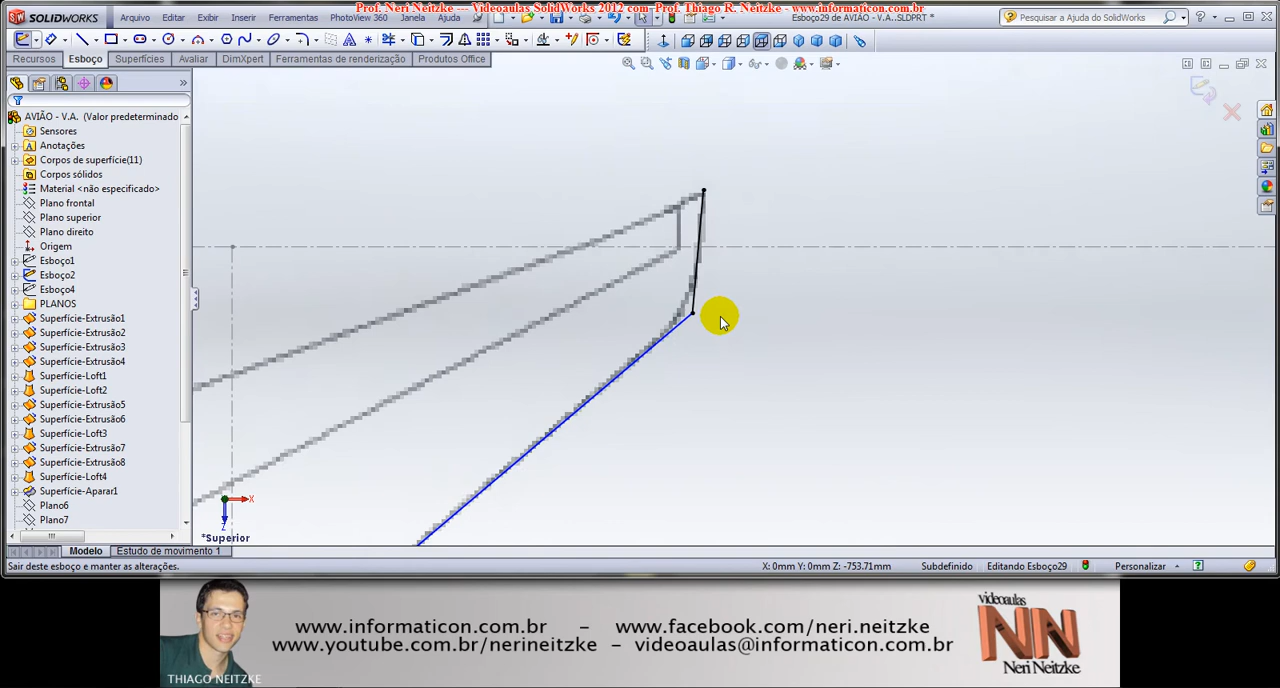 Prof. Neri Neitzke --- Videoaulas SolidWorks 2012 com Prof. Thiago R. Neitzke - www.informaticon.com.br
SOLIDWORKS
Arquivo Editar Exibir Inserir Ferramentas PhotoView 360 My Toolbar Janela Ajuda
Esboço29 de AVIÃO - V.A..SLDPRT *
Pesquisar a Ajuda do SolidWorks
Recursos Esboço Superfícies Avaliar DimXpert Ferramentas de renderização Produtos Office
AVIÃO - V.A. (Valor predeterminado
Sensores
Anotações
Corpos de superfície(11)
Corpos sólidos
Material <não especificado>
Plano frontal
Plano superior
Plano direito
Origem
Esboço1
Esboço2
Esboço4
PLANOS
Superfície-Extrusão1
Superfície-Extrusão2
Superfície-Extrusão3
Superfície-Extrusão4
Superfície-Loft1
Superfície-Loft2
Superfície-Extrusão5
Superfície-Extrusão6
Superfície-Loft3
Superfície-Extrusão7
Superfície-Extrusão8
Superfície-Loft4
Superfície-Aparar1
Plano6
Plano7
X
Z
*Superior
Modelo Estudo de movimento 1
Sair deste esboço e manter as alterações.
X: 0mm Y: 0mm Z: -753.71mm Subdefinido Editando Esboço29 Personalizar
www.informaticon.com.br - www.facebook.com/neri.neitzke
www.youtube.com.br/nerineitzke - videoaulas@informaticon.com.br
THIAGO NEITZKE
videoaulas
NN
Neri Neitzke